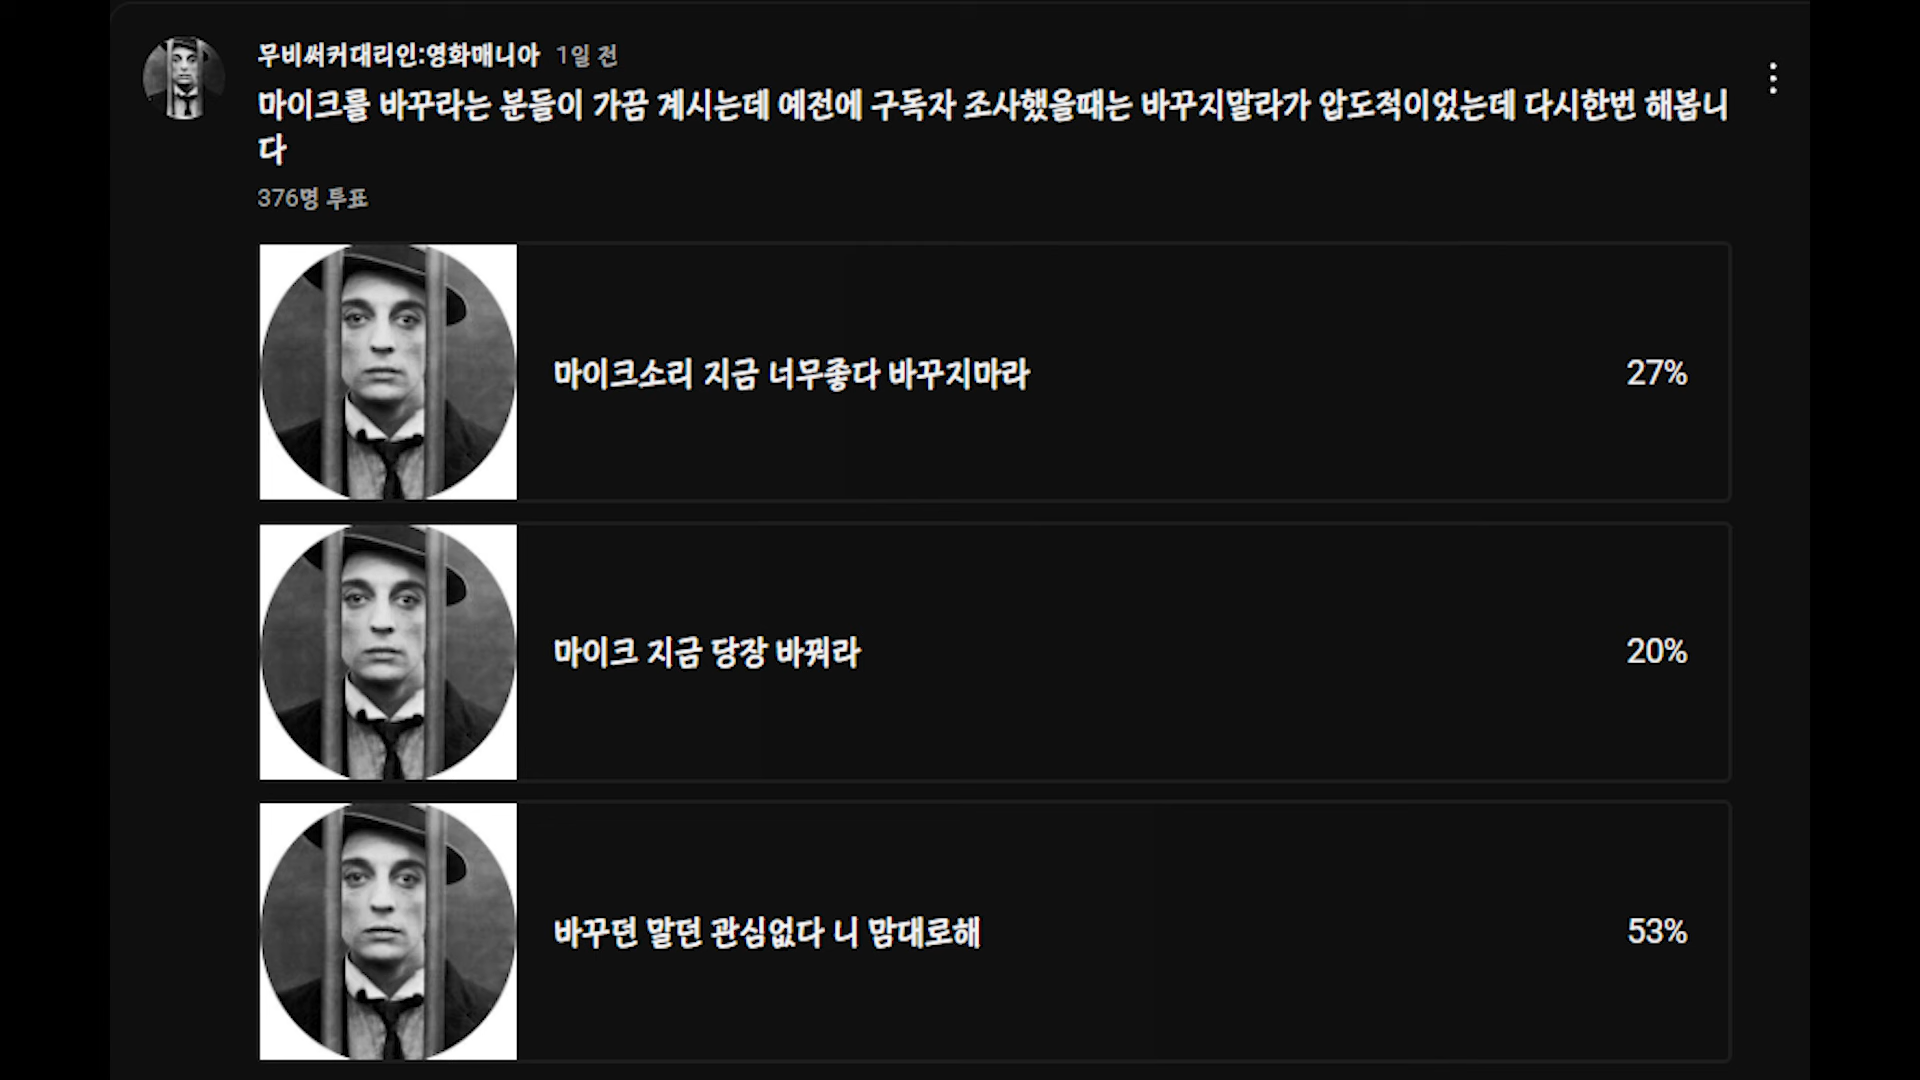 무비써커대리인:영화매니아 1일 전
마이크를 바꾸라는 분들이 가끔 계시는데 예전에 구독자 조사했을때는 바꾸지말라가 압도적이었는데 다시한번 해봅니
다
376명 투표
마이크소리 지금 너무좋다 바꾸지마라 27%
마이크 지금 당장 바꿔라 20%
바꾸던 말던 관심없다 니 맘대로해 53%